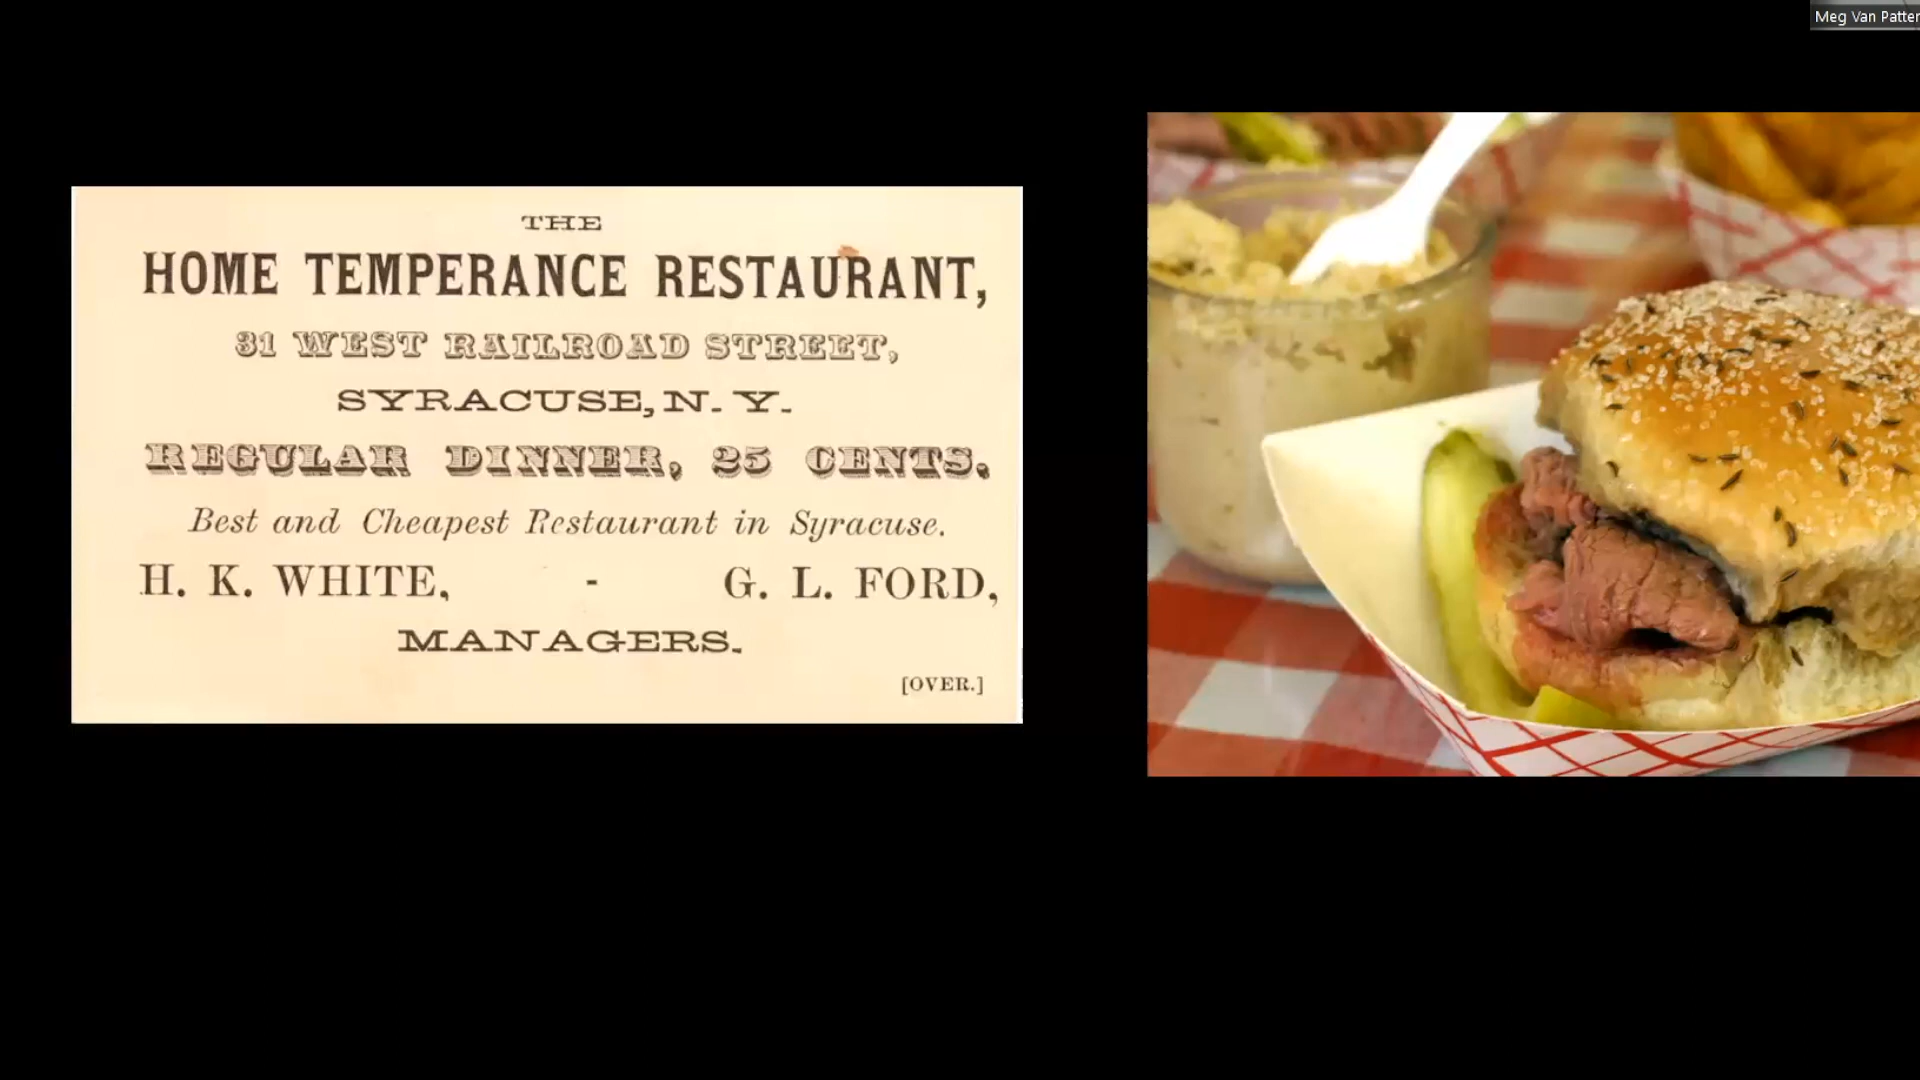 Meg Van Patten
THE
HOME TEMPERANCE RESTAURANT,
31 WEST RAILROAD STREET,
SYRACUSE, N. Y.
REGULAR DINNER, 25 CENTS.
Best and Cheapest Restaurant in Syracuse.
H. K. WHITE, - G. L. FORD,
MANAGERS.
[OVER.]